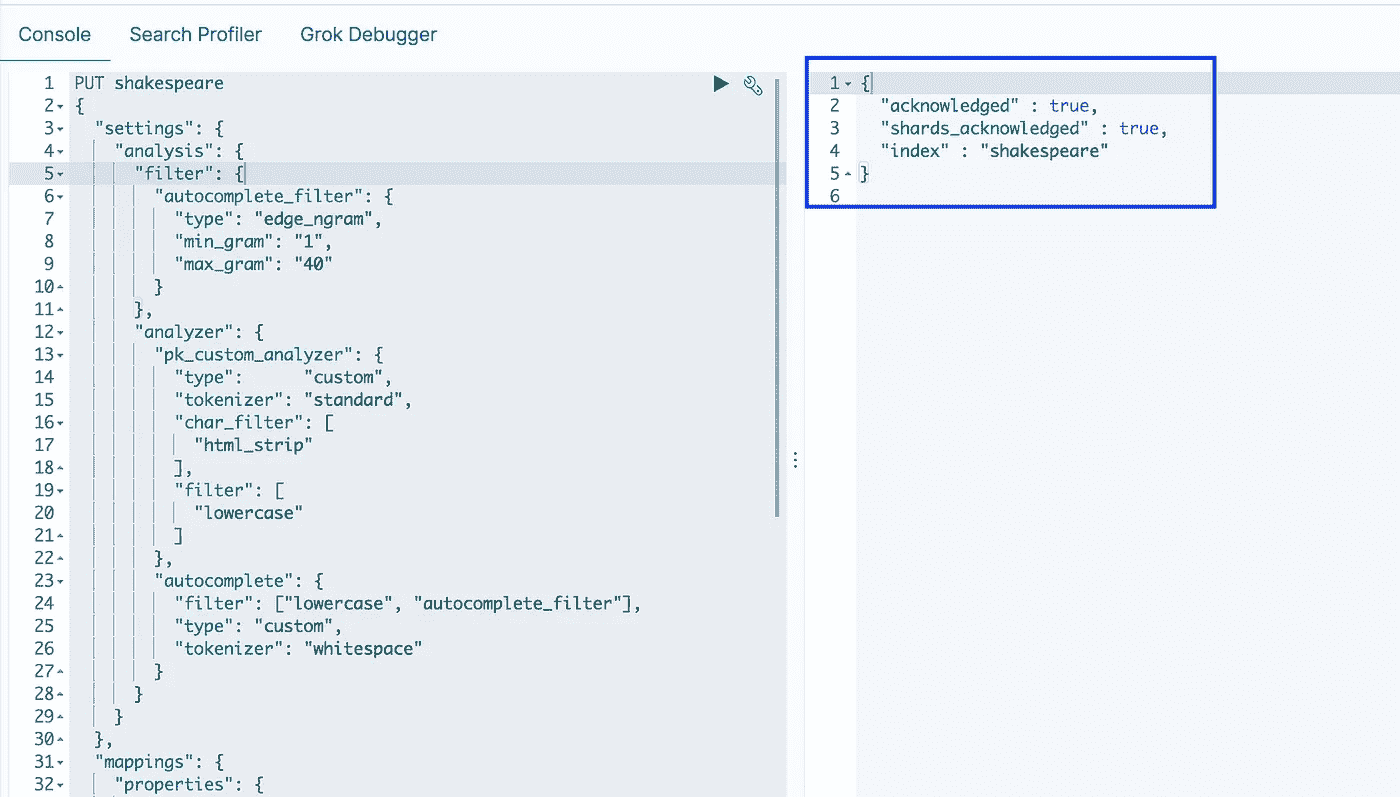 Console Search Profiler Grok Debugger
1 PUT shakespeare
2 {
3 "settings": {
4 "analysis": {
5 "filter": {
6 "autocomplete_filter": {
7 "type": "edge_ngram",
8 "min_gram": "1",
9 "max_gram": "40"
10 }
11 },
12 "analyzer": {
13 "pk_custom_analyzer": {
14 "type":      "custom",
15 "tokenizer": "standard",
16 "char_filter": [
17 "html_strip"
18 ],
19 "filter": [
20 "lowercase"
21 ]
22 },
23 "autocomplete": {
24 "filter": ["lowercase", "autocomplete_filter"],
25 "type": "custom",
26 "tokenizer": "whitespace"
27 }
28 }
29 }
30 },
31 "mappings": {
32 "properties": {
1 {
2 "acknowledged" : true,
3 "shards_acknowledged" : true,
4 "index" : "shakespeare"
5 }
6